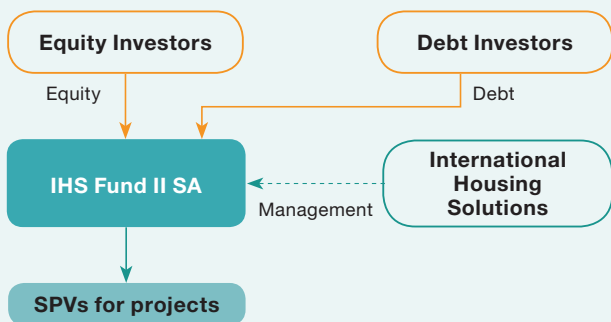 Equity Investors
Debt Investors
Equity
Debt
IHS Fund II SA
International
Housing
Solutions
Management
SPVs for projects